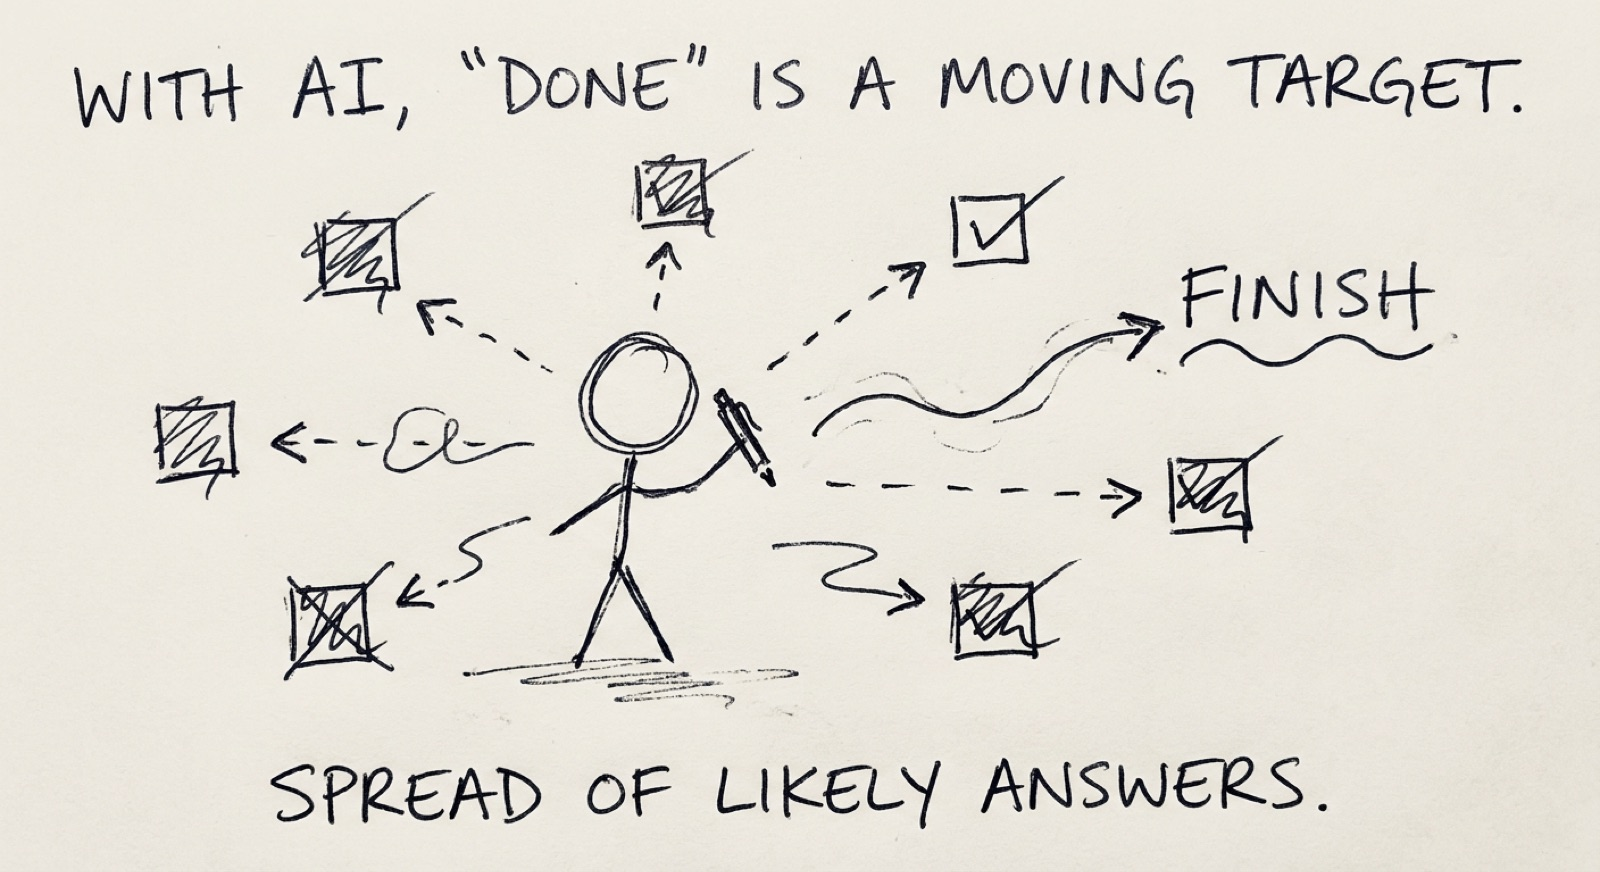 WITH AI, "DONE" IS A MOVING TARGET.
FINISH
SPREAD OF LIKELY ANSWERS.